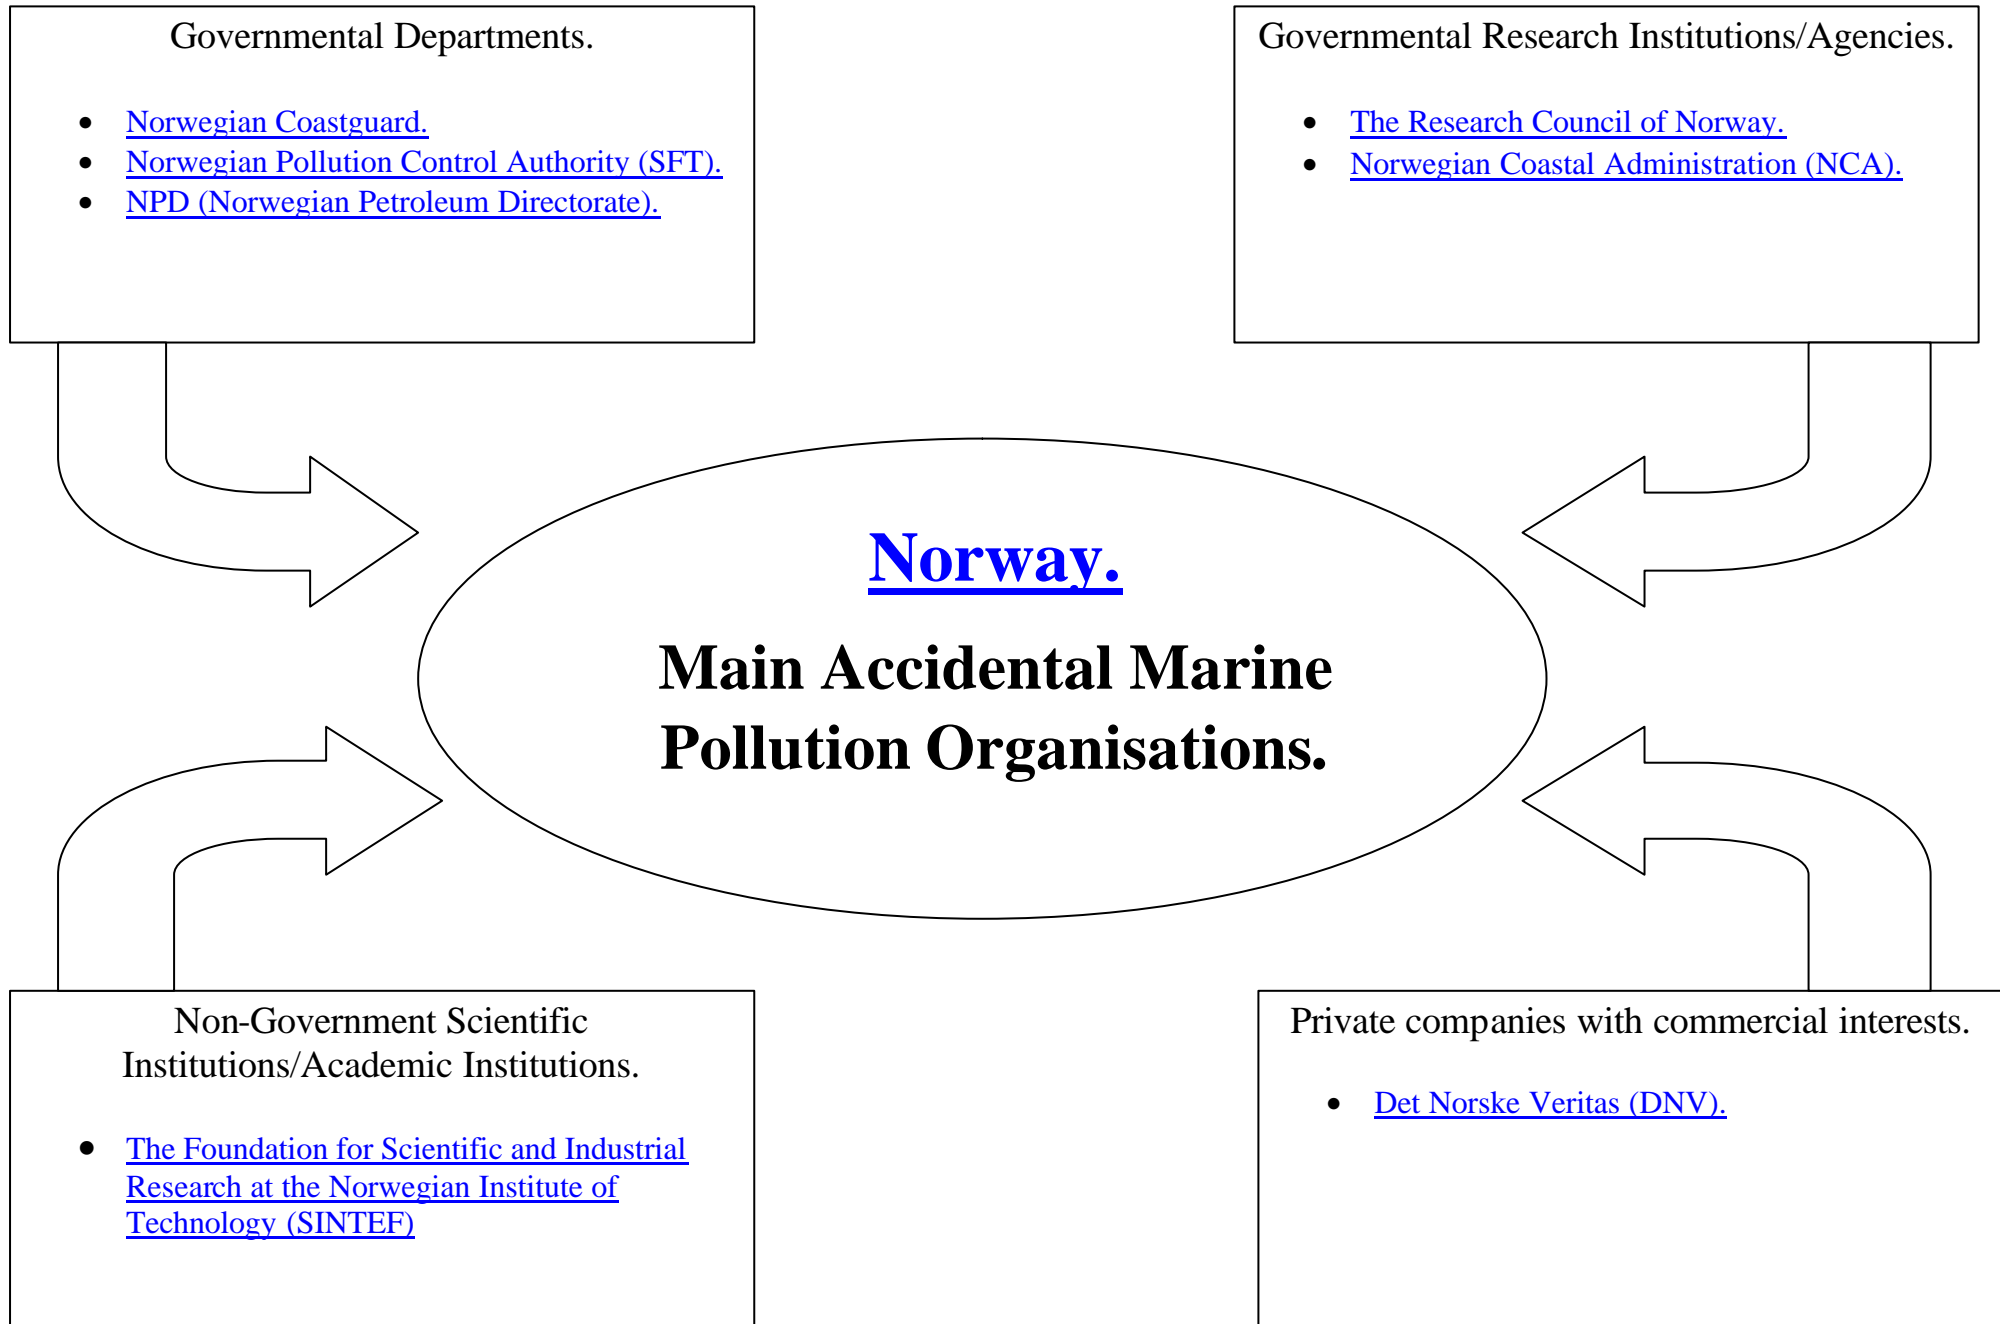 Governmental Departments.
• Norwegian Coastguard.
• Norwegian Pollution Control Authority (SFT).
• NPD (Norwegian Petroleum Directorate).
Governmental Research Institutions/Agencies.
• The Research Council of Norway.
• Norwegian Coastal Administration (NCA).
Norway.
Main Accidental Marine
Pollution Organisations.
Non-Government Scientific
Institutions/Academic Institutions.
• The Foundation for Scientific and Industrial
Research at the Norwegian Institute of
Technology (SINTEF)
Private companies with commercial interests.
• Det Norske Veritas (DNV).